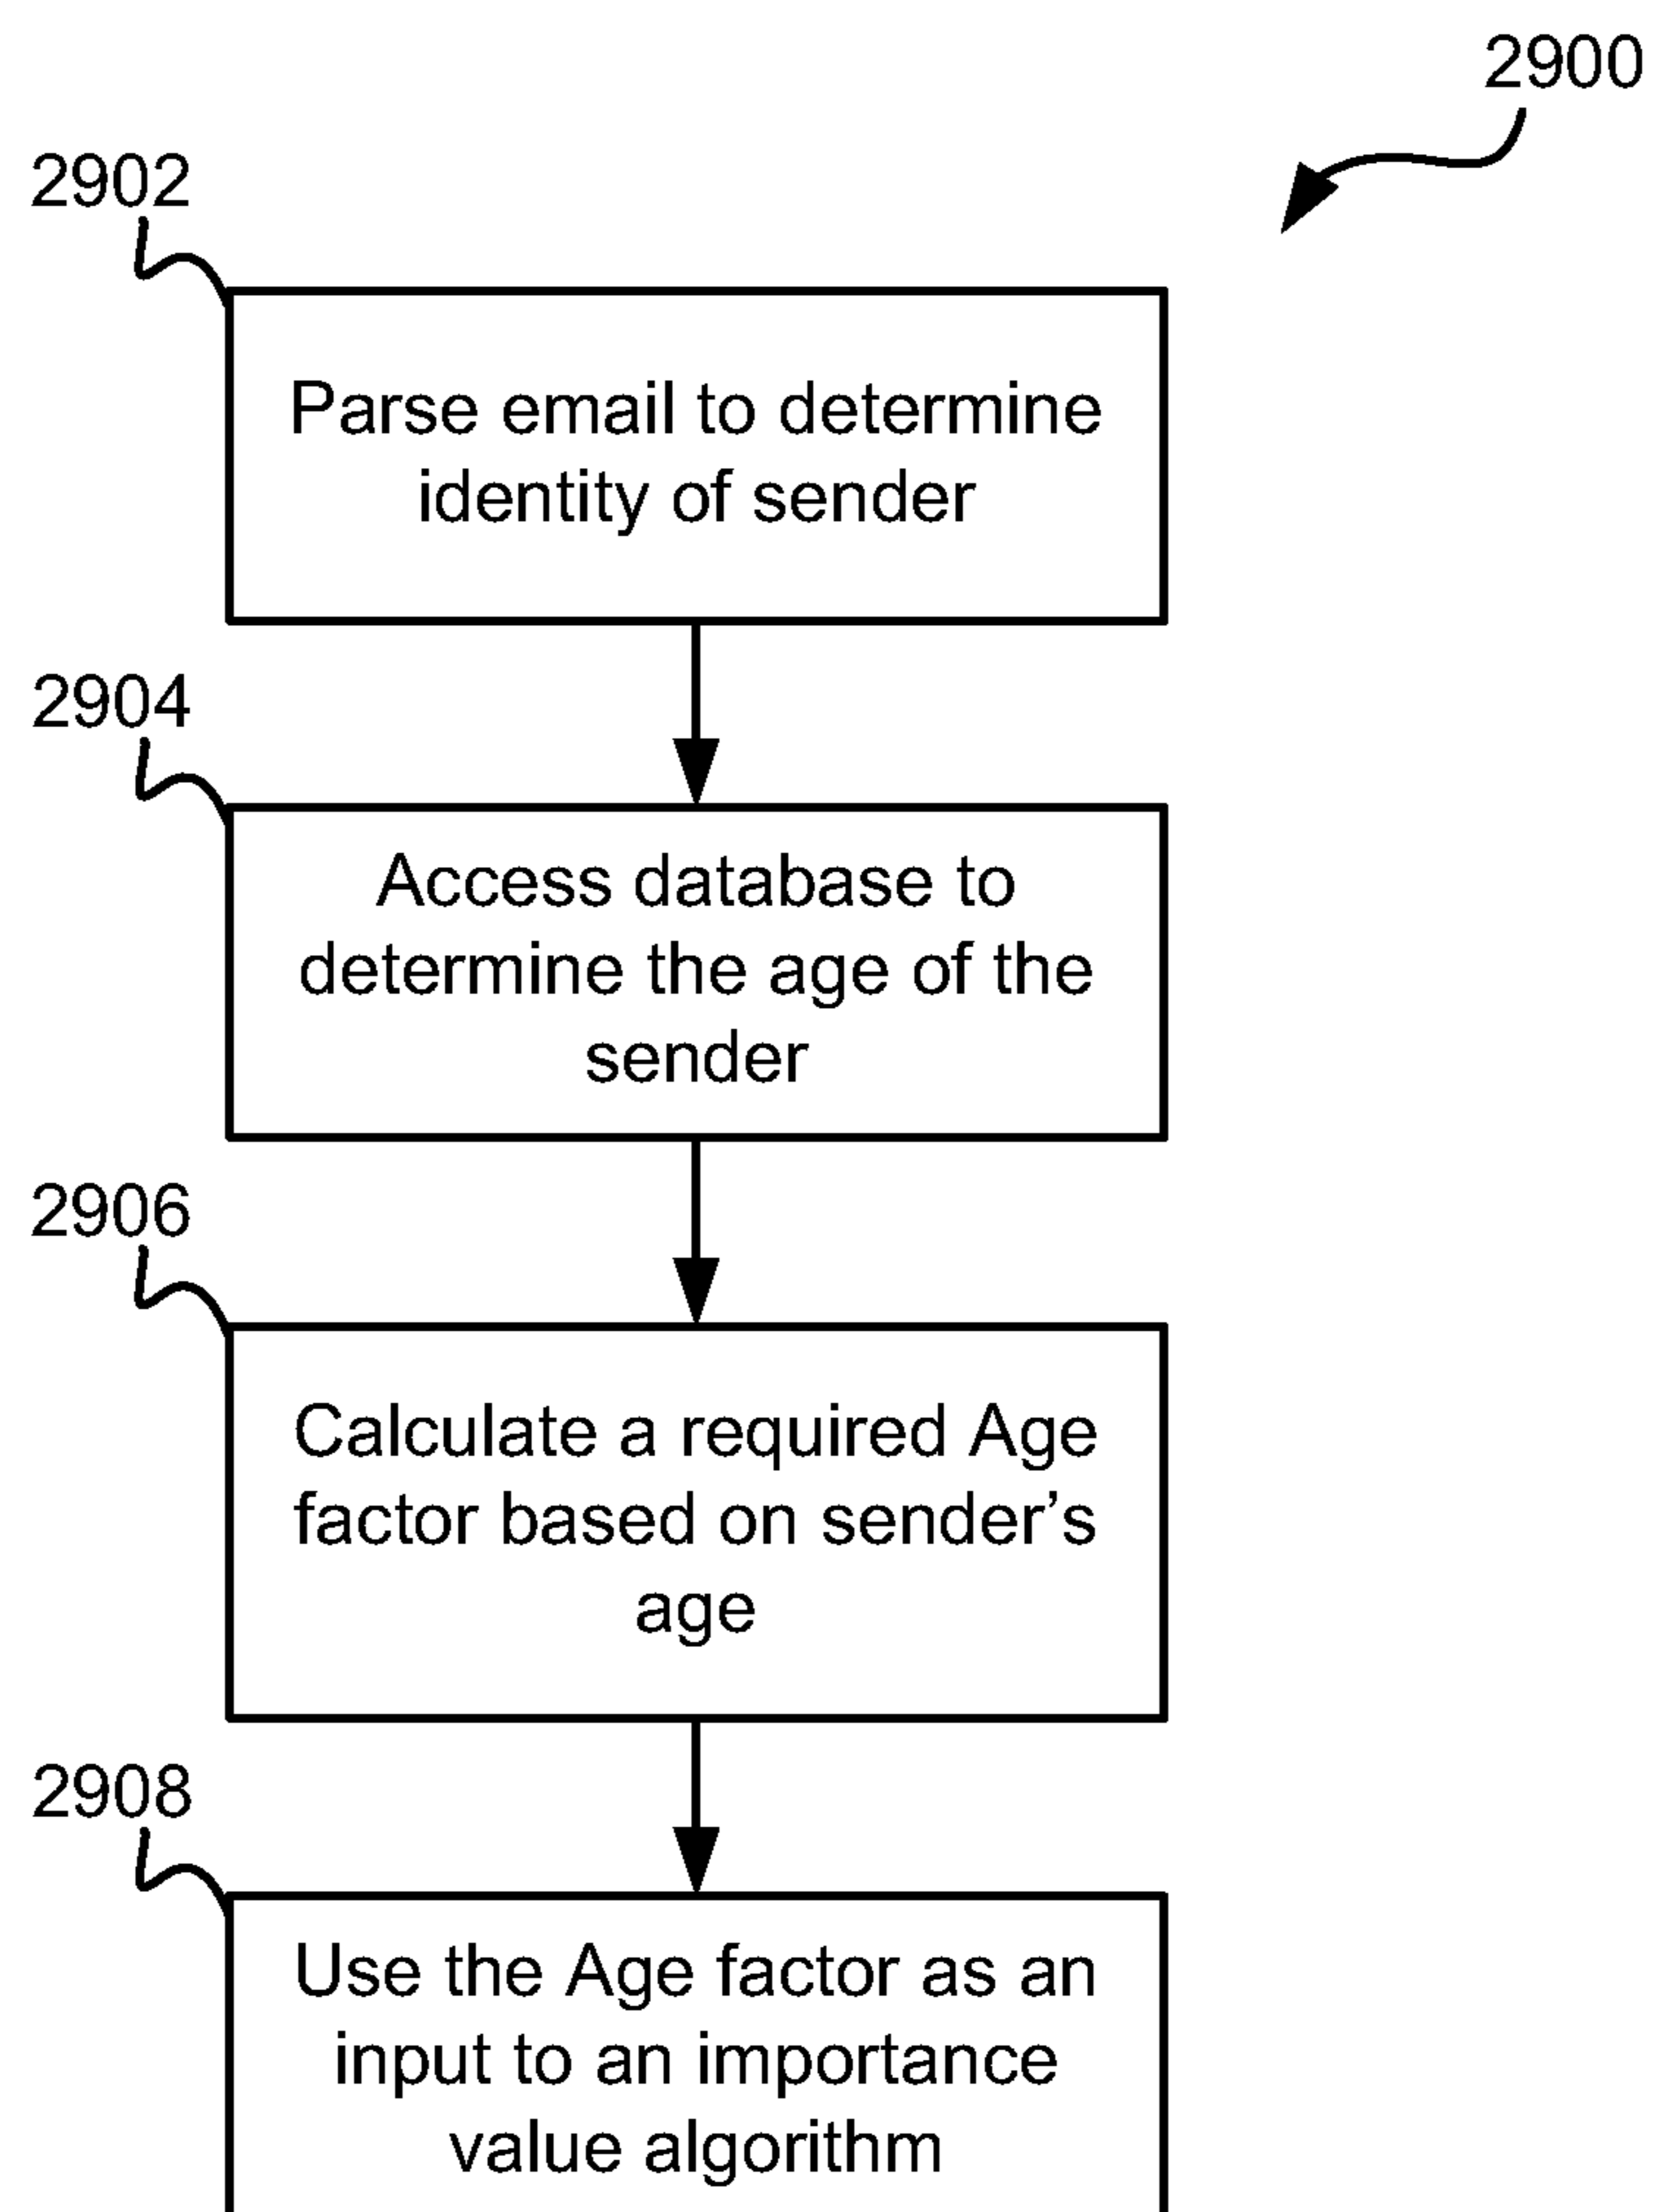 2900
2902
Parse email to determine
identity of sender
2904
Access database to
determine the age of the
sender
2906
Calculate a required Age
factor based on sender’s
age
2908
Use the Age factor as an
input to an importance
value algorithm